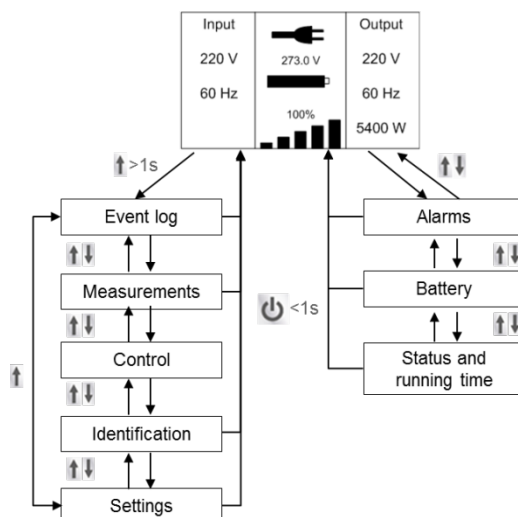 Input
220 V
60 Hz
273.0 V
100%
Output
220 V
60 Hz
5400 W
>1s
Event log
Measurements
Control
Identification
Settings
<1s
Alarms
Battery
Status and
running time